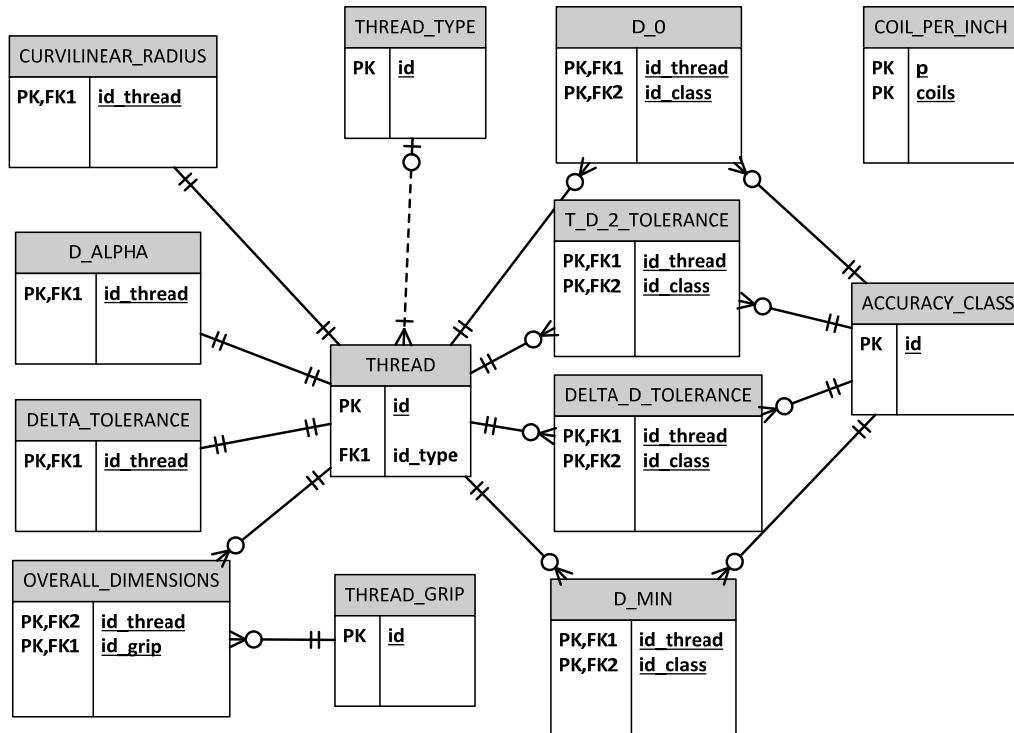 CURVILINEAR_RADIUS
PK,FK1 id_thread
THREAD_TYPE
PK id
D_0
PK,FK1 id_thread
PK,FK2 id_class
COIL_PER_INCH
PK p
PK coils
D_ALPHA
PK,FK1 id_thread
T_D_2_TOLERANCE
PK,FK1 id_thread
PK,FK2 id_class
ACCURACY_CLASS
PK id
DELTA_TOLERANCE
PK,FK1 id_thread
THREAD
PK id
FK1 id_type
DELTA_D_TOLERANCE
PK,FK1 id_thread
PK,FK2 id_class
OVERALL_DIMENSIONS
PK,FK2 id_thread
PK,FK1 id_grip
THREAD_GRIP
PK id
D_MIN
PK,FK1 id_thread
PK,FK2 id_class